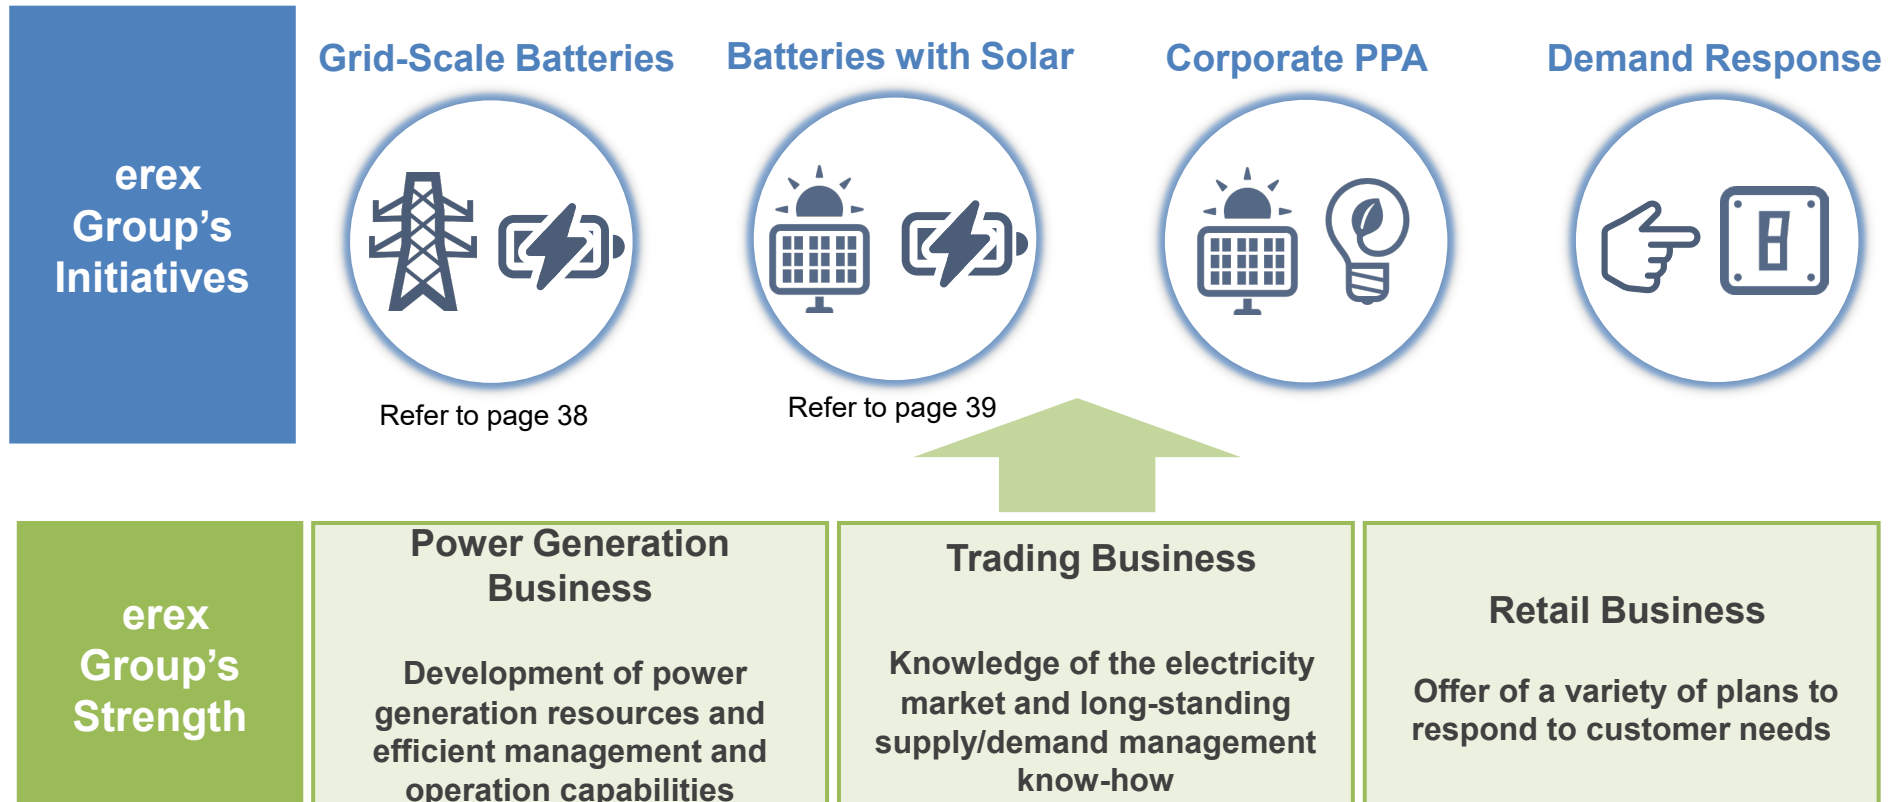 erex
Group’s
Initiatives
Grid-Scale Batteries
Batteries with Solar
Corporate PPA
Demand Response
Refer to page 38
Refer to page 39
erex
Group’s
Strength
Power Generation
Business
Development of power
generation resources and
efficient management and
operation capabilities
Trading Business
Knowledge of the electricity
market and long-standing
supply/demand management
know-how
Retail Business
Offer of a variety of plans to
respond to customer needs